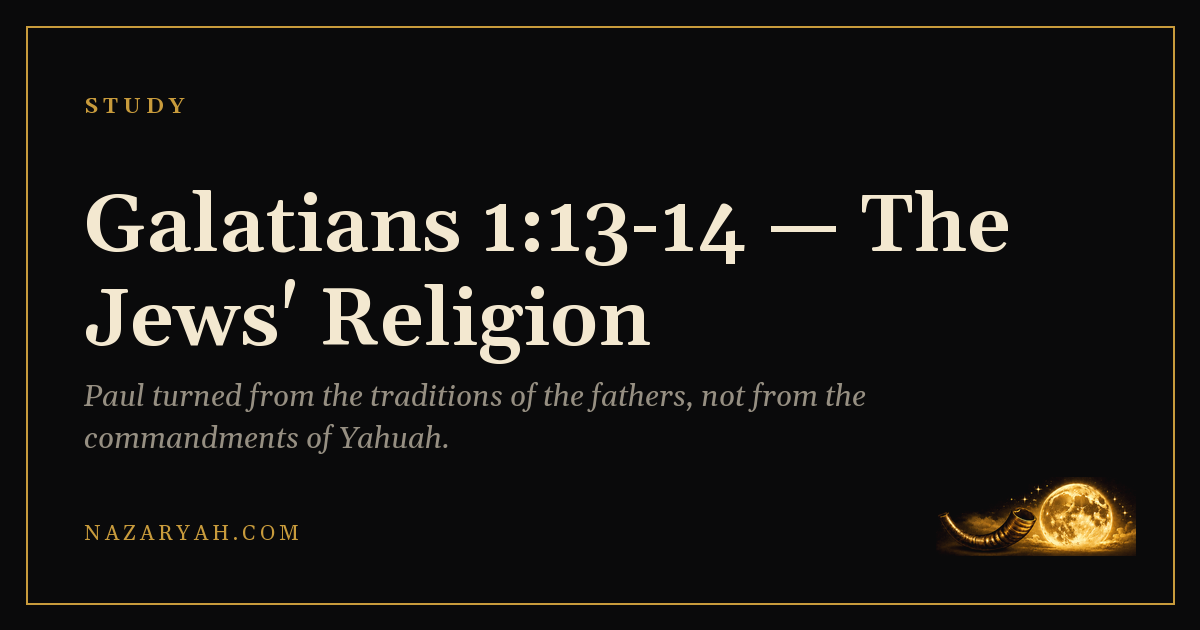 STUDY
Galatians 1:13-14 — The
Jews' Religion
Paul turned from the traditions of the fathers, not from the
commandments of Yahuah.
NAZARYAH.COM